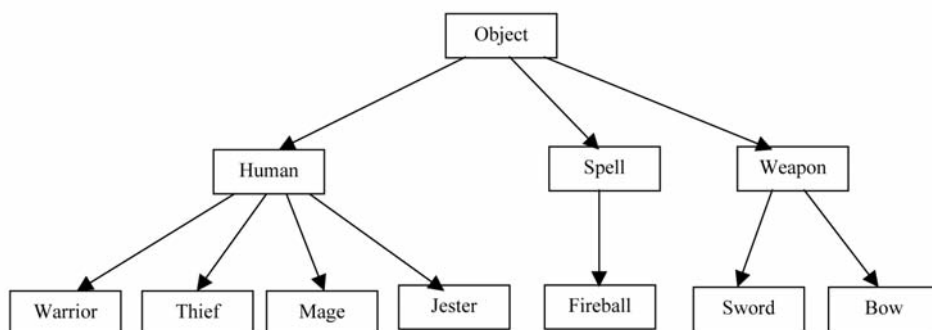 Object
Human
Spell
Weapon
Warrior
Thief
Mage
Jester
Fireball
Sword
Bow